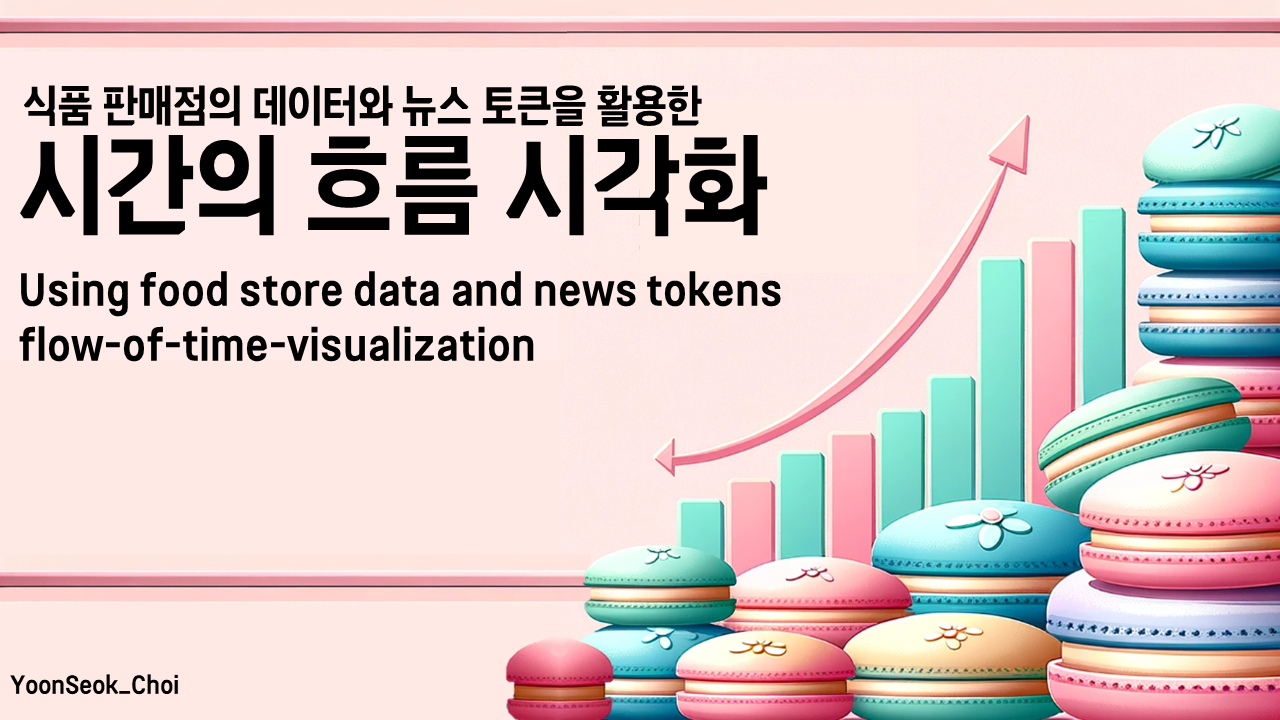 식품 판매점의 데이터와 뉴스 토큰을 활용한
시간의 흐름 시각화
Using food store data and news tokens
flow-of-time-visualization
YoonSeok_Choi